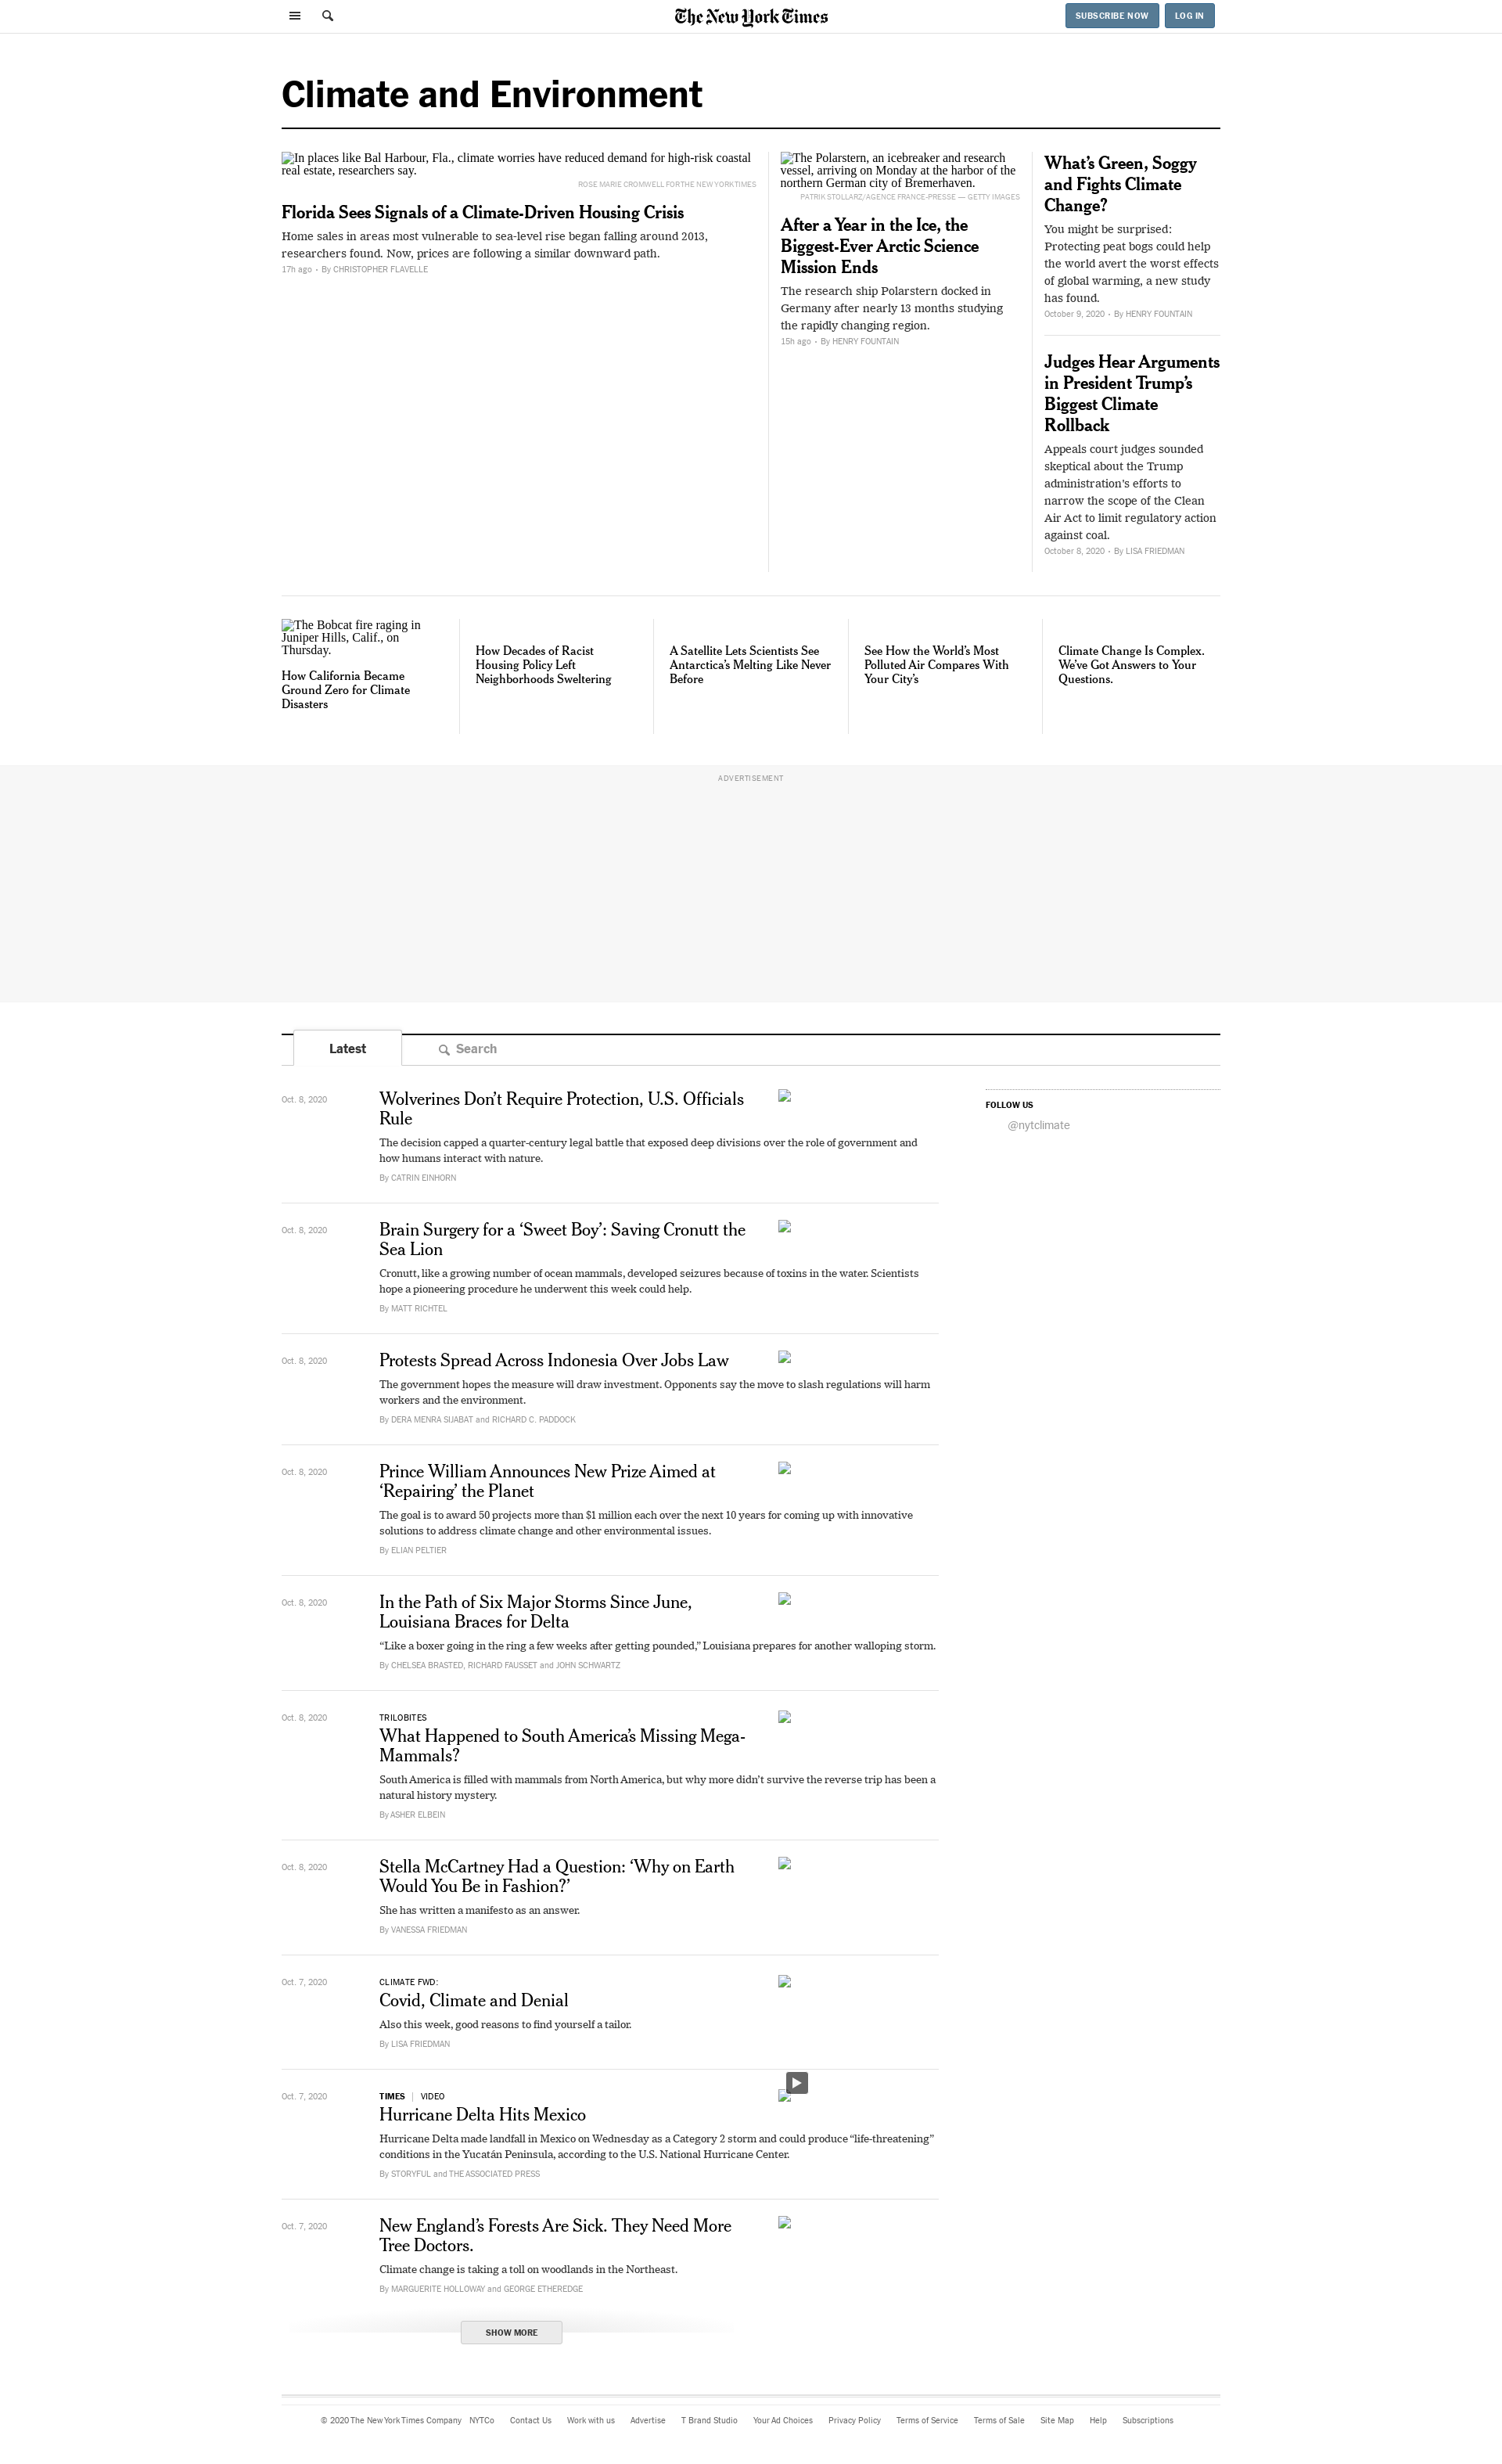 The New York Times
SUBSCRIBE NOW
LOG IN
Climate and Environment
In places like Bal Harbour, Fla., climate worries have reduced demand for high-risk coastal
real estate, researchers say.
ROSE MARIE CROMWELL FOR THE NEW YORK TIMES
Florida Sees Signals of a Climate-Driven Housing Crisis
Home sales in areas most vulnerable to sea-level rise began falling around 2013,
researchers found. Now, prices are following a similar downward path.
17h ago • By CHRISTOPHER FLAVELLE
The Polarstern, an icebreaker and research
vessel, arriving on Monday at the harbor of the
northern German city of Bremerhaven.
PATRIK STOLLARZ/AGENCE FRANCE-PRESSE — GETTY IMAGES
After a Year in the Ice, the
Biggest-Ever Arctic Science
Mission Ends
The research ship Polarstern docked in
Germany after nearly 13 months studying
the rapidly changing region.
15h ago • By HENRY FOUNTAIN
What’s Green, Soggy
and Fights Climate
Change?
You might be surprised:
Protecting peat bogs could help
the world avert the worst effects
of global warming, a new study
has found.
October 9, 2020 • By HENRY FOUNTAIN
Judges Hear Arguments
in President Trump’s
Biggest Climate
Rollback
Appeals court judges sounded
skeptical about the Trump
administration’s efforts to
narrow the scope of the Clean
Air Act to limit regulatory action
against coal.
October 8, 2020 • By LISA FRIEDMAN
The Bobcat fire raging in
Juniper Hills, Calif., on
Thursday.
How California Became
Ground Zero for Climate
Disasters
How Decades of Racist
Housing Policy Left
Neighborhoods Sweltering
A Satellite Lets Scientists See
Antarctica’s Melting Like Never
Before
See How the World’s Most
Polluted Air Compares With
Your City’s
Climate Change Is Complex.
We’ve Got Answers to Your
Questions.
ADVERTISEMENT
Latest
Search
Oct. 8, 2020
Wolverines Don’t Require Protection, U.S. Officials
Rule
The decision capped a quarter-century legal battle that exposed deep divisions over the role of government and
how humans interact with nature.
By CATRIN EINHORN
FOLLOW US
@nytclimate
Oct. 8, 2020
Brain Surgery for a ‘Sweet Boy’: Saving Cronutt the
Sea Lion
Cronutt, like a growing number of ocean mammals, developed seizures because of toxins in the water. Scientists
hope a pioneering procedure he underwent this week could help.
By MATT RICHTEL
Oct. 8, 2020
Protests Spread Across Indonesia Over Jobs Law
The government hopes the measure will draw investment. Opponents say the move to slash regulations will harm
workers and the environment.
By DERA MENRA SIJABAT and RICHARD C. PADDOCK
Oct. 8, 2020
Prince William Announces New Prize Aimed at
‘Repairing’ the Planet
The goal is to award 50 projects more than $1 million each over the next 10 years for coming up with innovative
solutions to address climate change and other environmental issues.
By ELIAN PELTIER
Oct. 8, 2020
In the Path of Six Major Storms Since June,
Louisiana Braces for Delta
“Like a boxer going in the ring a few weeks after getting pounded,” Louisiana prepares for another walloping storm.
By CHELSEA BRASTED, RICHARD FAUSSET and JOHN SCHWARTZ
Oct. 8, 2020
TRILOBITES
What Happened to South America’s Missing Mega-
Mammals?
South America is filled with mammals from North America, but why more didn’t survive the reverse trip has been a
natural history mystery.
By ASHER ELBEIN
Oct. 8, 2020
Stella McCartney Had a Question: ‘Why on Earth
Would You Be in Fashion?’
She has written a manifesto as an answer.
By VANESSA FRIEDMAN
Oct. 7, 2020
CLIMATE FWD:
Covid, Climate and Denial
Also this week, good reasons to find yourself a tailor.
By LISA FRIEDMAN
Oct. 7, 2020
TIMES | VIDEO
Hurricane Delta Hits Mexico
Hurricane Delta made landfall in Mexico on Wednesday as a Category 2 storm and could produce “life-threatening”
conditions in the Yucatán Peninsula, according to the U.S. National Hurricane Center.
By STORYFUL and THE ASSOCIATED PRESS
Oct. 7, 2020
New England’s Forests Are Sick. They Need More
Tree Doctors.
Climate change is taking a toll on woodlands in the Northeast.
By MARGUERITE HOLLOWAY and GEORGE ETHEREDGE
SHOW MORE
© 2020 The New York Times Company NYTCo Contact Us Work with us Advertise T Brand Studio Your Ad Choices Privacy Policy Terms of Service Terms of Sale Site Map Help Subscriptions